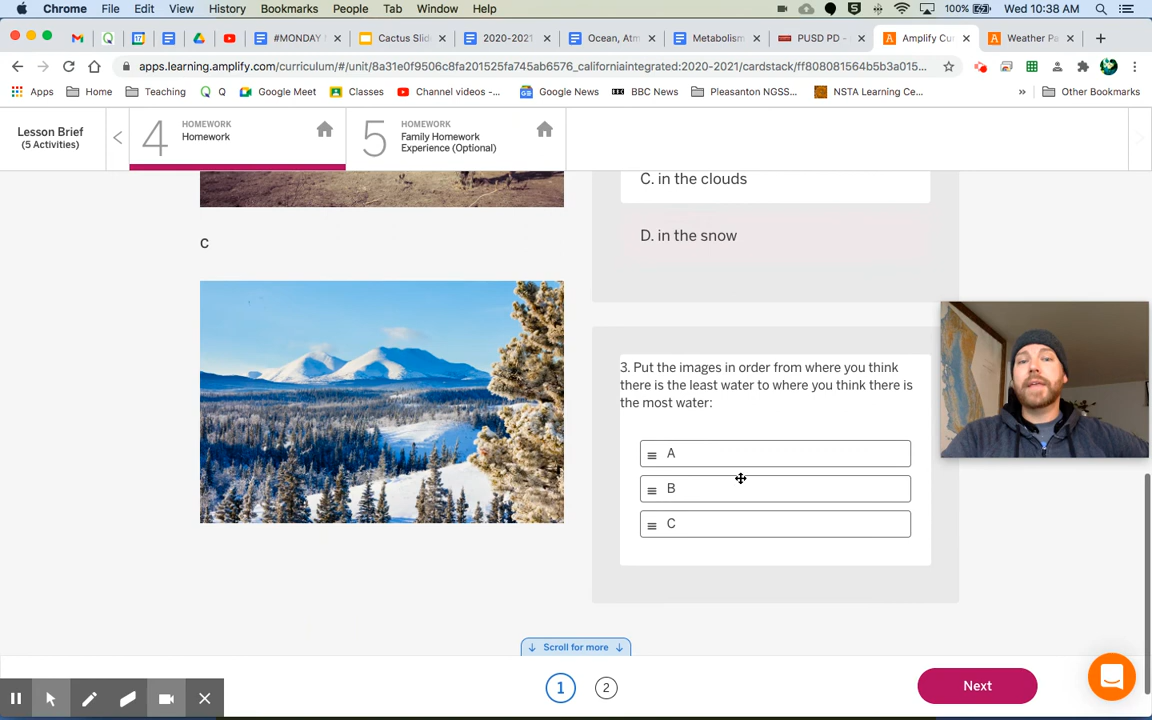 Chrome File Edit View History Bookmarks People Tab Window Help 100% Wed 10:38 AM
#MONDAY Cactus Slid 2020-2021 Ocean, Atm Metabolism PUSD PD - Amplify Cur Weather Pa
apps.learning.amplify.com/curriculum/#/unit/8a31e0f9506c8fa201525fa745ab6576_californiaintegrated:2020-2021/cardstack/ff808081564b5b3a015...
Apps Home Teaching Q Google Meet Classes Channel videos -... Google News BBC News Pleasanton NGSS... NSTA Learning Ce... » Other Bookmarks
Lesson Brief
(5 Activities)
4
HOMEWORK
Homework
5
HOMEWORK
Family Homework
Experience (Optional)
C. in the clouds
D. in the snow
C
3. Put the images in order from where you think
there is the least water to where you think there is
the most water:
A
B
C
Scroll for more
1 2
Next